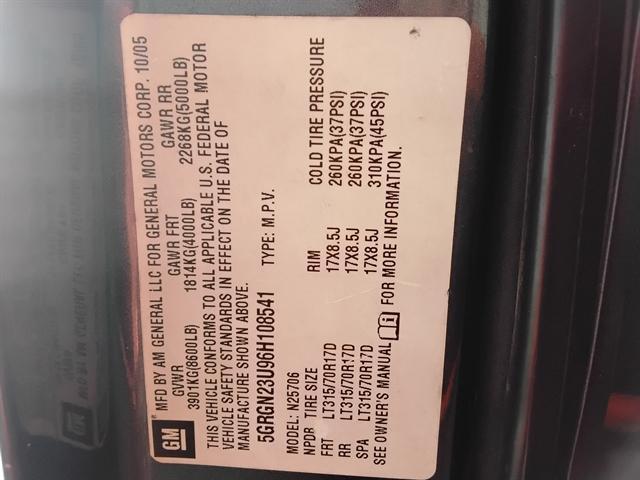 GM
MFD BY AM GENERAL LLC FOR GENERAL MOTORS CORP. 10/05
GVWR GAWR FRT GAWR RR
3901KG(8600LB) 1814KG(4000LB) 2268KG(5000LB)
THIS VEHICLE CONFORMS TO ALL APPLICABLE U.S. FEDERAL MOTOR
VEHICLE SAFETY STANDARDS IN EFFECT ON THE DATE OF
MANUFACTURE SHOWN ABOVE.
5GRGN23U96H108541 TYPE: M.P.V.
MODEL: N25706
NPDR TIRE SIZE RIM COLD TIRE PRESSURE
FRT LT315/70R17D 17X8.5J 260KPA(37PSI)
RR LT315/70R17D 17X8.5J 260KPA(37PSI)
SPA LT315/70R17D 17X8.5J 310KPA(45PSI)
SEE OWNER'S MANUAL FOR MORE INFORMATION.